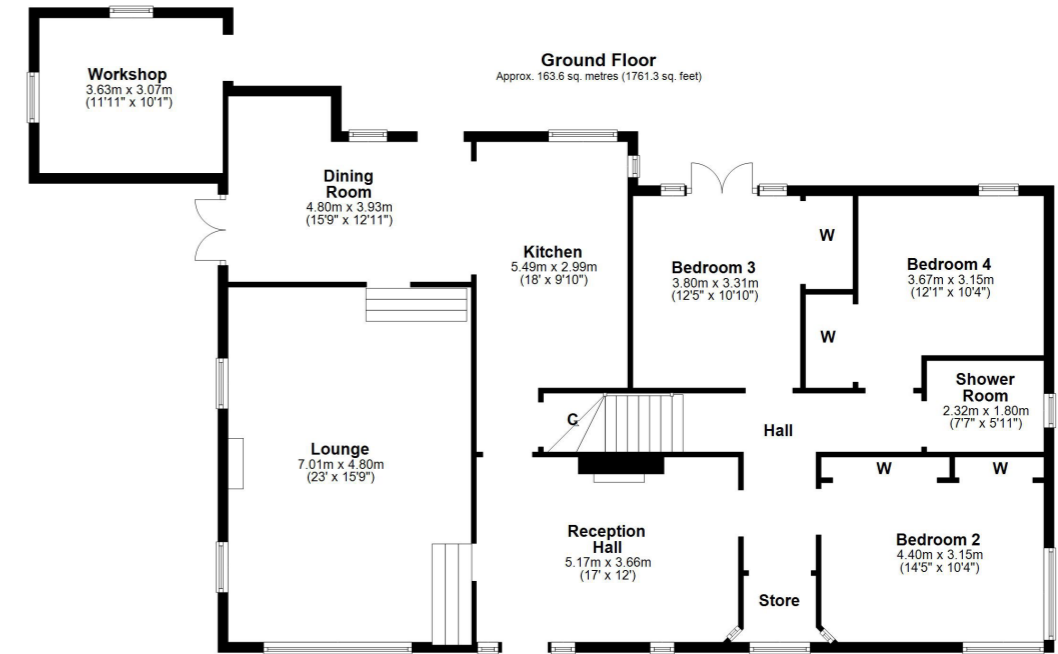 Ground Floor
Approx. 163.6 sq. metres (1761.3 sq. feet)
Workshop
3.63m x 3.07m
(11'11" x 10'1")
Dining
Room
4.80m x 3.93m
(15'9" x 12'11")
Kitchen
5.49m x 2.99m
(18' x 9'10")
Bedroom 3
3.80m x 3.31m
(12'5" x 10'10")
W
Bedroom 4
3.67m x 3.15m
(12'1" x 10'4")
W
Shower
Room
2.32m x 1.80m
(7'7" x 5'11")
C
Hall
Lounge
7.01m x 4.80m
(23' x 15'9")
W
W
Reception
Hall
5.17m x 3.66m
(17' x 12')
Bedroom 2
4.40m x 3.15m
(14'5" x 10'4")
Store